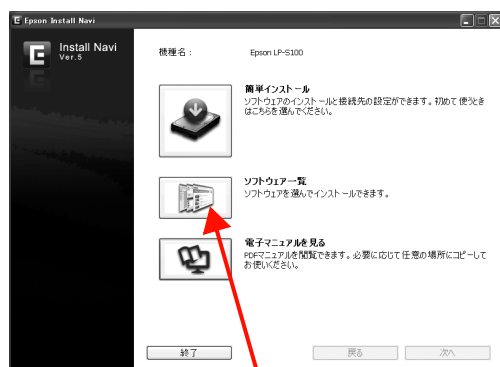 Epson Install Navi
Install Navi
Ver.5
機種名： Epson LP-S100
簡単インストール
ソフトウェアのインストールと接続先の設定ができます。初めて使うとき
はこちらを選んでください。
ソフトウェア一覧
ソフトウェアを選んでインストールできます。
電子マニュアルを見る
PDFマニュアルを閲覧できます。必要に応じて任意の場所にコピーして
お使いください。
終了 戻る 次へ